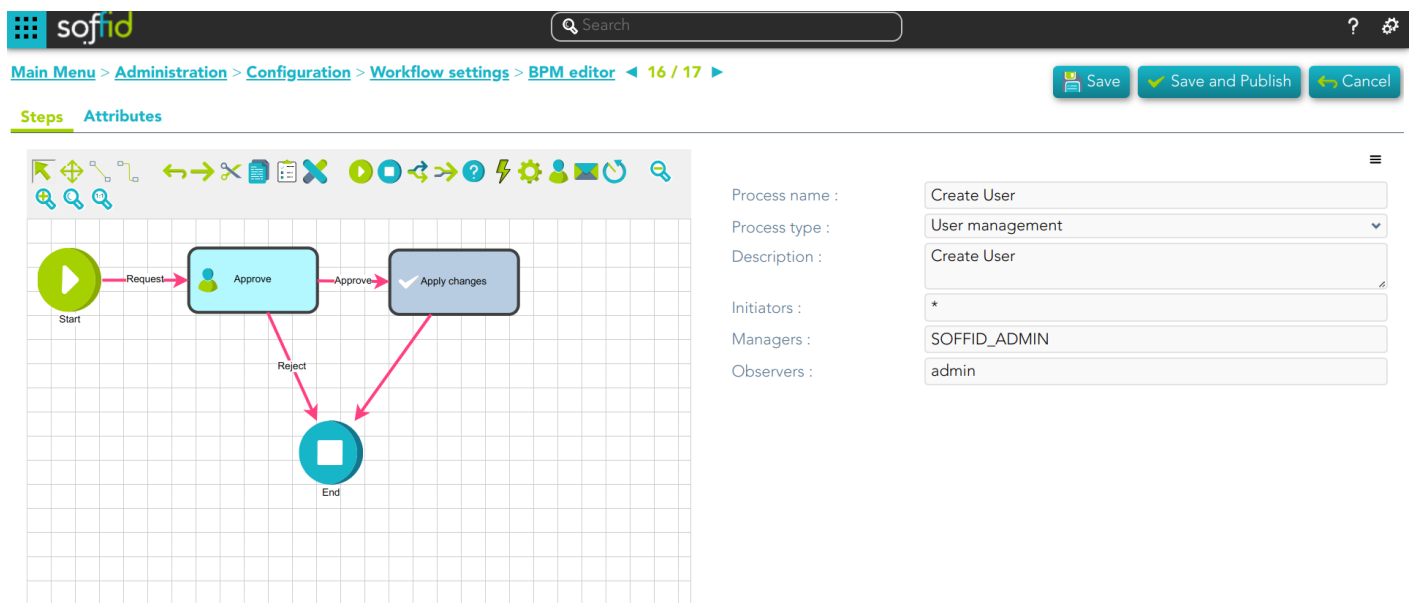 soffid Search ?
Main Menu > Administration > Configuration > Workflow settings > BPM editor ◄ 16 / 17 ►
Save Save and Publish Cancel
Steps Attributes
Process name : Create User
Process type : User management
Description : Create User
Initiators : *
Managers : SOFFID_ADMIN
Observers : admin
Start
Request
Approve
Approve
Apply changes
Reject
End